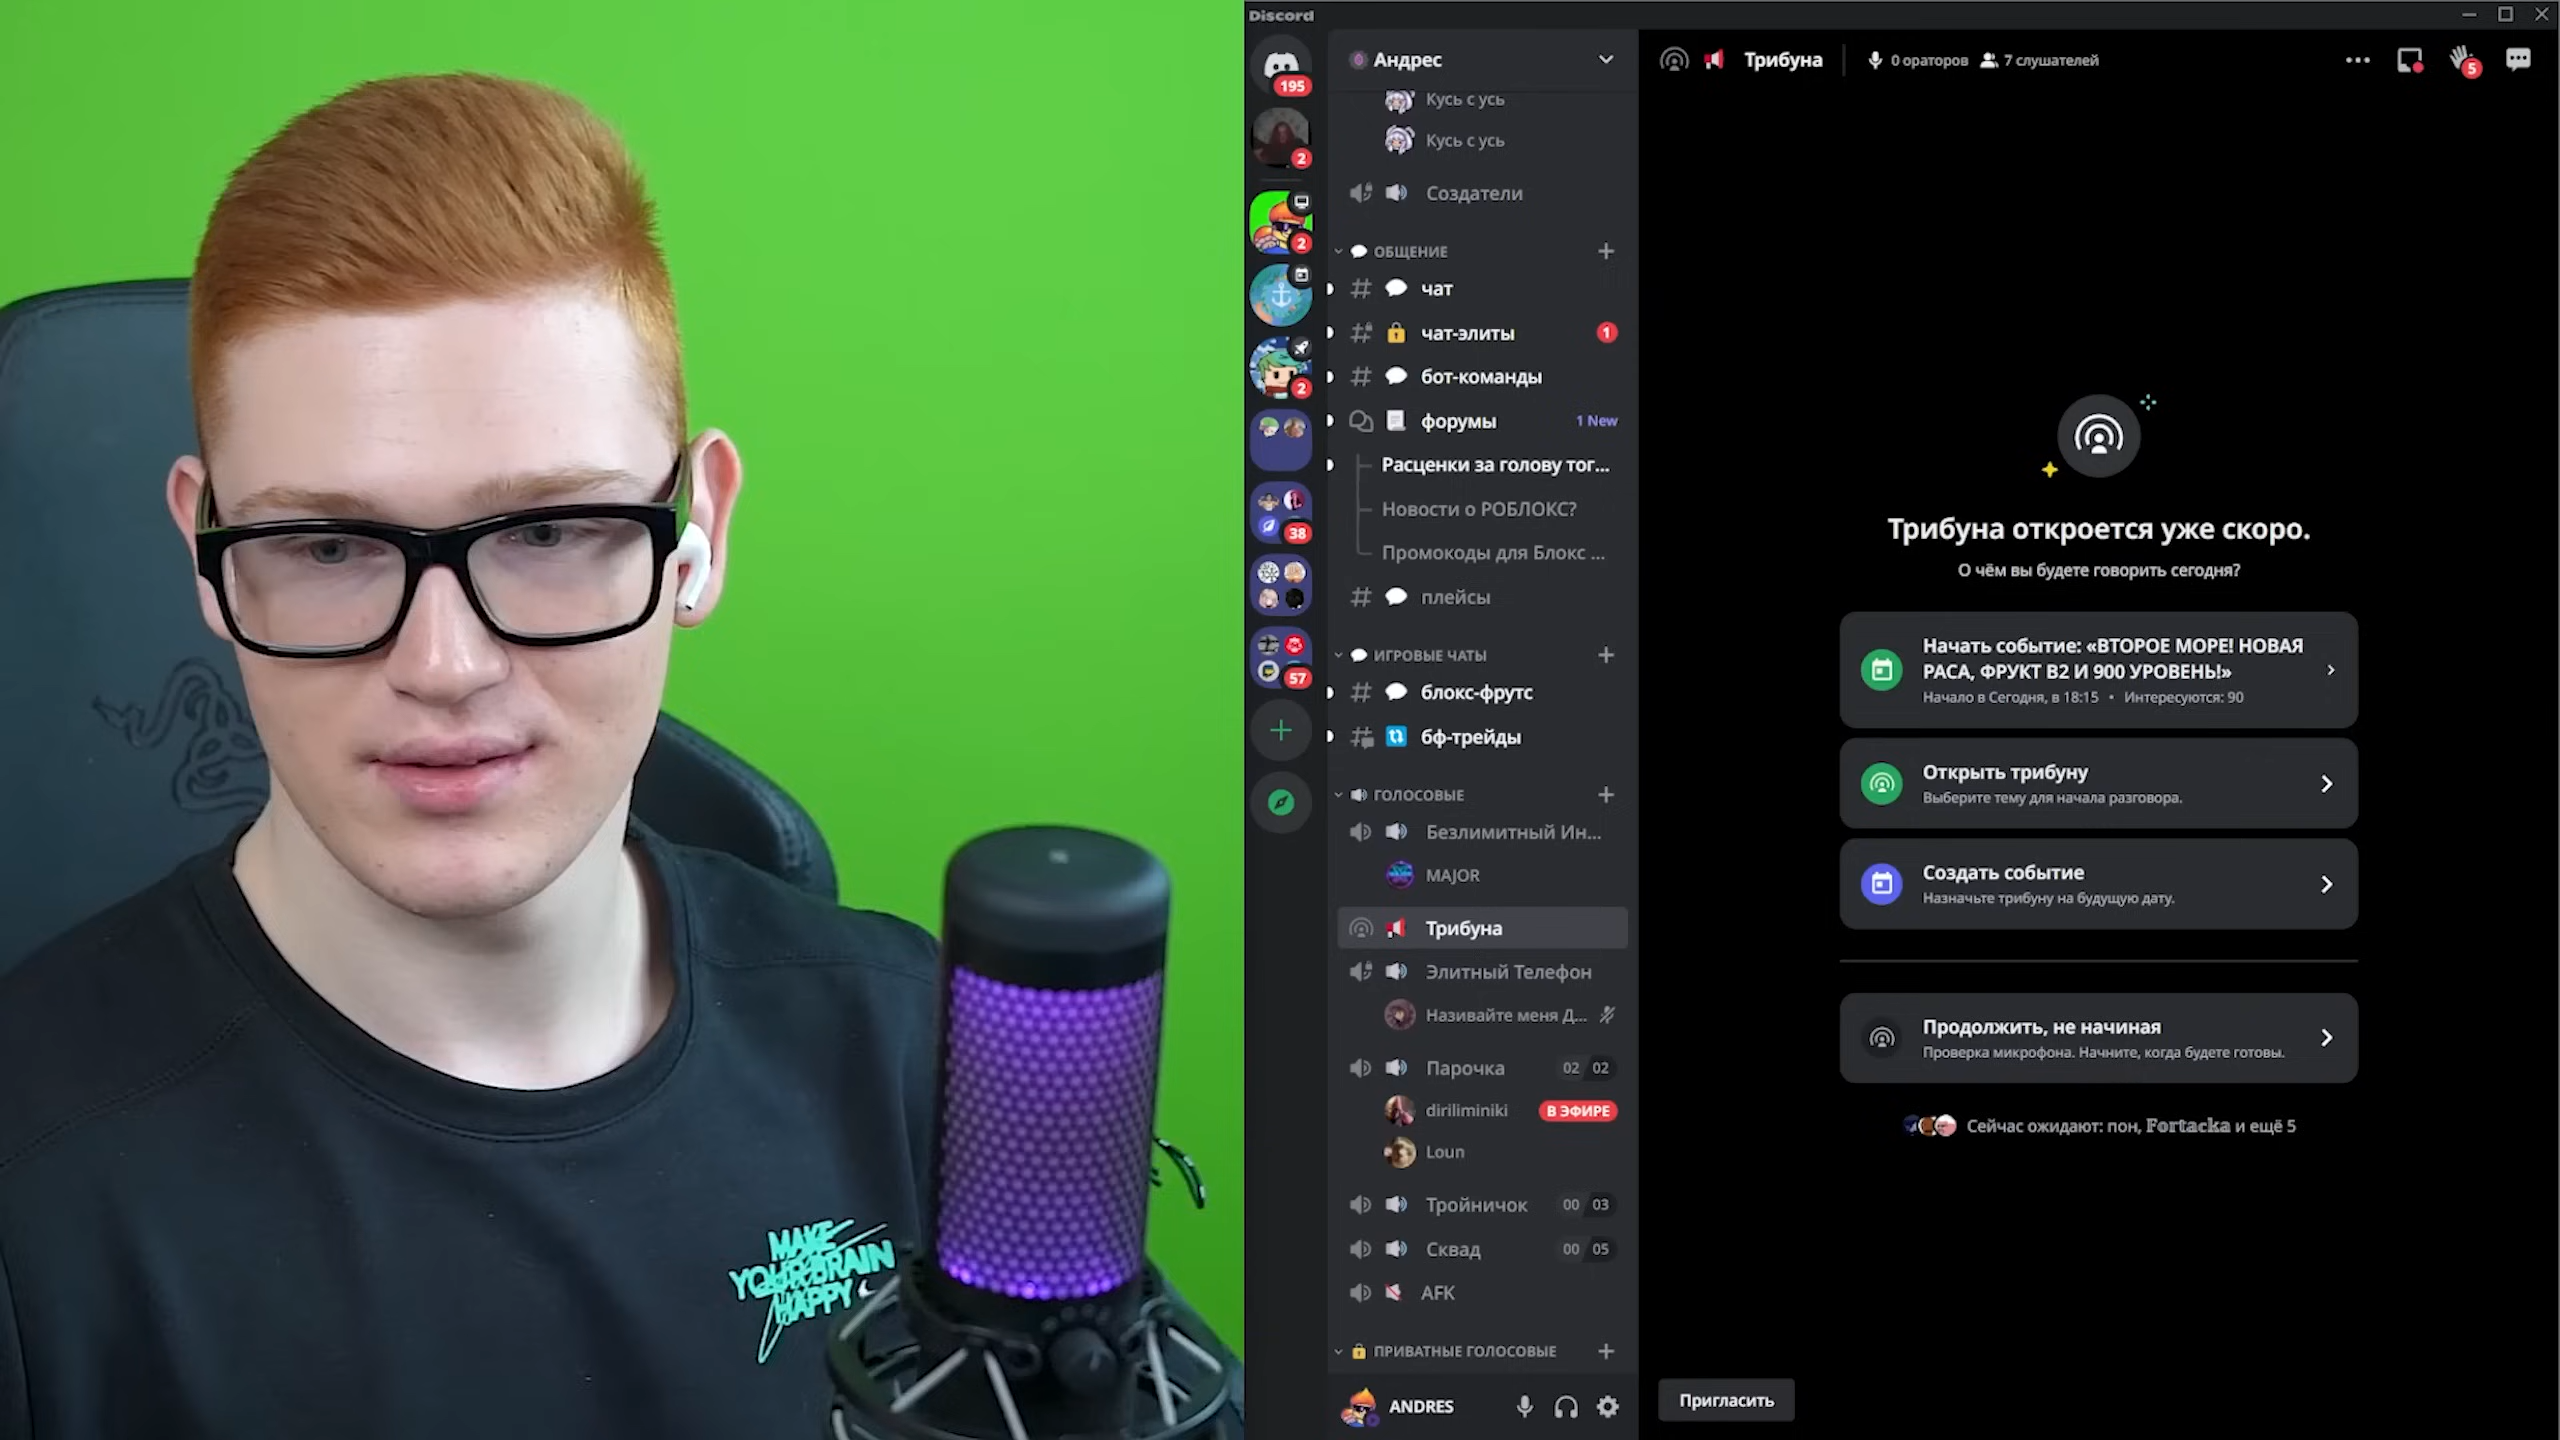 Discord
195
2
2
2
38
57
Андрес
Кусь с усь
Кусь с усь
Создатели
ОБЩЕНИЕ
чат
чат-элиты 1
бот-команды
форумы 1 New
Расценки за голову тог...
Новости о РОБЛОКС?
Промокоды для Блокс ...
плейсы
ИГРОВЫЕ ЧАТЫ
блокс-фрутс
бф-трейды
ГОЛОСОВЫЕ
Безлимитный Ин...
MAJOR
Трибуна
Элитный Телефон
Називайте меня Д...
Парочка 02 02
diriliminiki В ЭФИРЕ
Loun
Тройничок 00 03
Сквад 00 05
AFK
ПРИВАТНЫЕ ГОЛОСОВЫЕ
ANDRES
Трибуна 0 ораторов 7 слушателей
5
Трибуна откроется уже скоро.
О чём вы будете говорить сегодня?
Начать событие: «ВТОРОЕ МОРЕ! НОВАЯ
РАСА, ФРУКТ В2 И 900 УРОВЕНЬ!»
Начало в Сегодня, в 18:15 • Интересуются: 90
Открыть трибуну
Выберите тему для начала разговора.
Создать событие
Назначьте трибуну на будущую дату.
Продолжить, не начиная
Проверка микрофона. Начните, когда будете готовы.
Сейчас ожидают: пон, Fortacka и ещё 5
Пригласить
MAKE
YOUR BRAIN
HAPPY